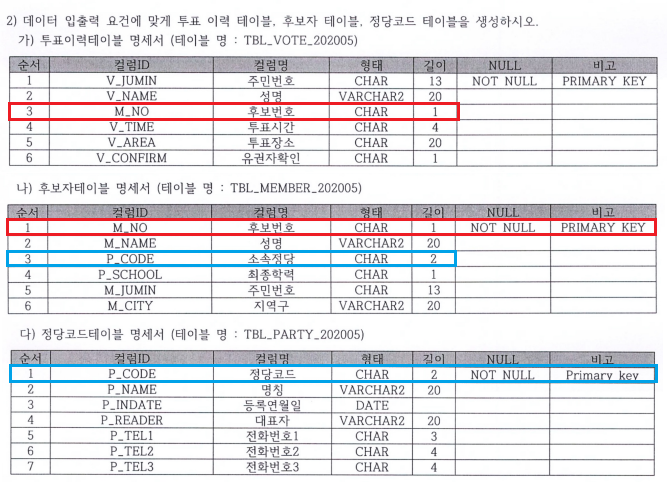 2) 데이터 입출력 요건에 맞게 투표 이력 테이블, 후보자 테이블, 정당코드 테이블을 생성하시오.
가) 투표이력테이블 명세서 (테이블 명 : TBL_VOTE_202005)
순서 컬럼ID 컬럼명 형태 길이 NULL 비고
1 V_JUMIN 주민번호 CHAR 13 NOT NULL PRIMARY KEY
2 V_NAME 성명 VARCHAR2 20
3 M_NO 후보번호 CHAR 1
4 V_TIME 투표시간 CHAR 4
5 V_AREA 투표장소 CHAR 20
6 V_CONFIRM 유권자확인 CHAR 1
나) 후보자테이블 명세서 (테이블 명 : TBL_MEMBER_202005)
순서 컬럼ID 컬럼명 형태 길이 NULL 비고
1 M_NO 후보번호 CHAR 1 NOT NULL PRIMARY KEY
2 M_NAME 성명 VARCHAR2 20
3 P_CODE 소속정당 CHAR 2
4 P_SCHOOL 최종학력 CHAR 1
5 M_JUMIN 주민번호 CHAR 13
6 M_CITY 지역구 VARCHAR2 20
다) 정당코드테이블 명세서 (테이블 명 : TBL_PARTY_202005)
순서 컬럼ID 컬럼명 형태 길이 NULL 비고
1 P_CODE 정당코드 CHAR 2 NOT NULL Primary key
2 P_NAME 명칭 VARCHAR2 20
3 P_INDATE 등록연월일 DATE
4 P_READER 대표자 VARCHAR2 20
5 P_TEL1 전화번호1 CHAR 3
6 P_TEL2 전화번호2 CHAR 4
7 P_TEL3 전화번호3 CHAR 4